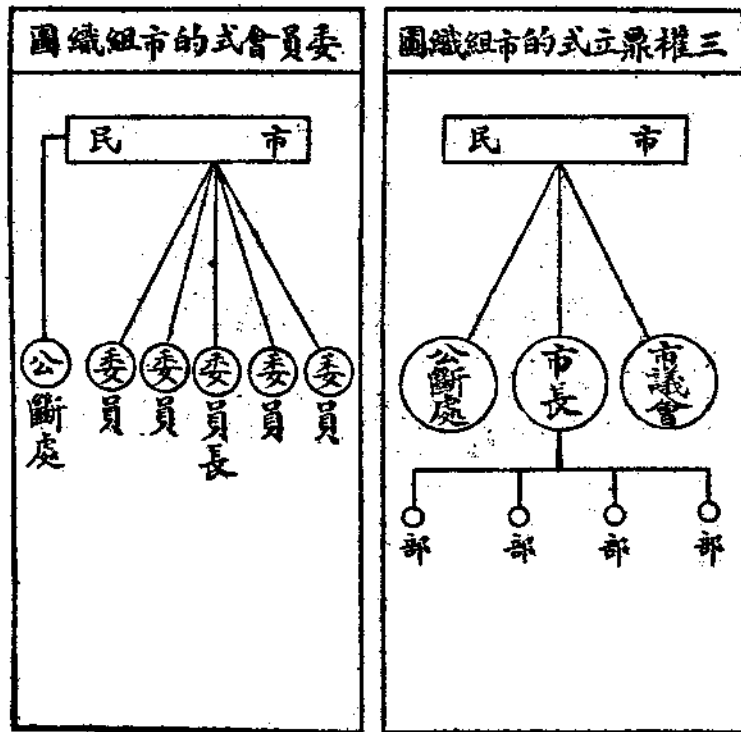 三權鼎立式的市組織圖
市民
市議會
市長
公斷處
部
部
部
部
委員會式的市組織圖
市民
委員
委員
委員長
委員
委員
公斷處